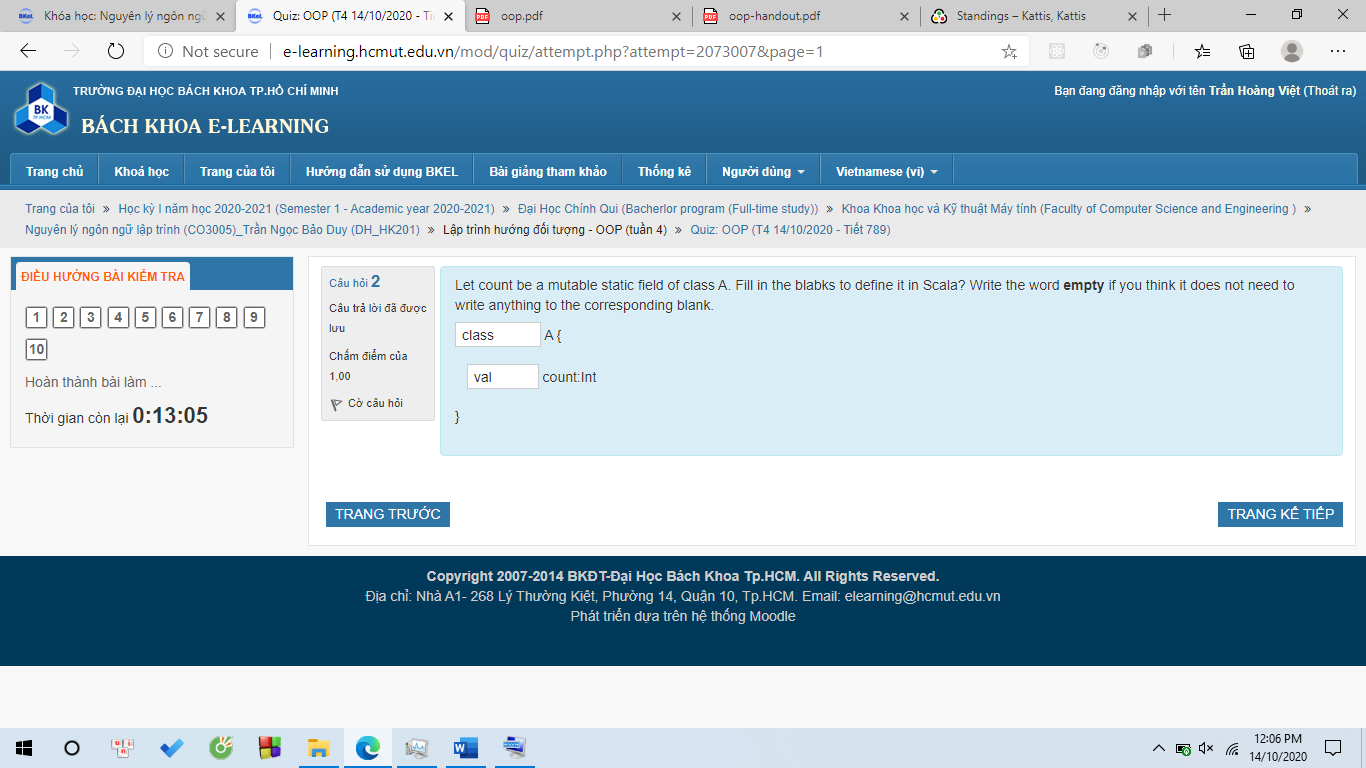 Khóa học: Nguyên lý ngôn ngữ
Quiz: OOP (T4 14/10/2020 - Tiế
oop.pdf
oop-handout.pdf
Standings – Kattis, Kattis
Not secure
e-learning.hcmut.edu.vn/mod/quiz/attempt.php?attempt=2073007&page=1
BK
TP.HCM
TRƯỜNG ĐẠI HỌC BÁCH KHOA TP.HỒ CHÍ MINH
BÁCH KHOA E-LEARNING
Bạn đang đăng nhập với tên Trần Hoàng Việt (Thoát ra)
Trang chủ
Khoá học
Trang của tôi
Hướng dẫn sử dụng BKEL
Bài giảng tham khảo
Thống kê
Người dùng
Vietnamese (vi)
Trang của tôi » Học kỳ I năm học 2020-2021 (Semester 1 - Academic year 2020-2021) » Đại Học Chính Qui (Bacherlor program (Full-time study)) » Khoa Khoa học và Kỹ thuật Máy tính (Faculty of Computer Science and Engineering ) »
Nguyên lý ngôn ngữ lập trình (CO3005)_Trần Ngọc Bảo Duy (DH_HK201) » Lập trình hướng đối tượng - OOP (tuần 4) » Quiz: OOP (T4 14/10/2020 - Tiết 789)
ĐIỀU HƯỚNG BÀI KIỂM TRA
1 2 3 4 5 6 7 8 9
10
Hoàn thành bài làm ...
Thời gian còn lại 0:13:05
Câu hỏi 2
Câu trả lời đã được
lưu
Chấm điểm của
1,00
Cờ câu hỏi
Let count be a mutable static field of class A. Fill in the blabks to define it in Scala? Write the word empty if you think it does not need to
write anything to the corresponding blank.
class A {
val count:Int
}
TRANG TRƯỚC
TRANG KẾ TIẾP
Copyright 2007-2014 BKĐT-Đại Học Bách Khoa Tp.HCM. All Rights Reserved.
Địa chỉ: Nhà A1- 268 Lý Thường Kiệt, Phường 14, Quận 10, Tp.HCM. Email: elearning@hcmut.edu.vn
Phát triển dựa trên hệ thống Moodle
12:06 PM
14/10/2020